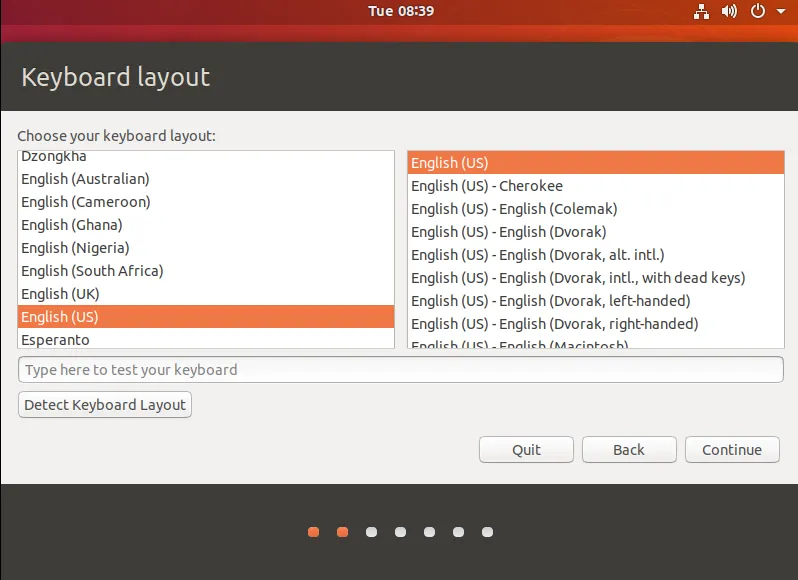 Tue 08:39
Keyboard layout
Choose your keyboard layout:
Dzongkha
English (Australian)
English (Cameroon)
English (Ghana)
English (Nigeria)
English (South Africa)
English (UK)
English (US)
Esperanto
English (US)
English (US) - Cherokee
English (US) - English (Colemak)
English (US) - English (Dvorak)
English (US) - English (Dvorak, alt. intl.)
English (US) - English (Dvorak, intl., with dead keys)
English (US) - English (Dvorak, left-handed)
English (US) - English (Dvorak, right-handed)
English (US) - English (Macintosh)
Type here to test your keyboard
Detect Keyboard Layout
Quit
Back
Continue